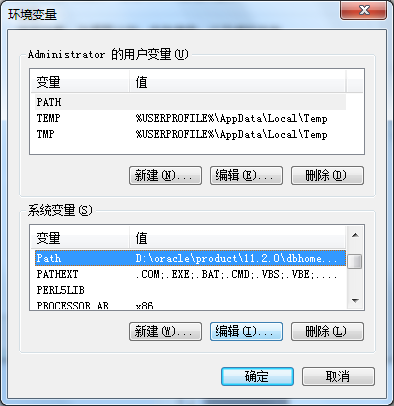 环境变量
Administrator 的用户变量(U)
变量 值
PATH
TEMP %USERPROFILE%\AppData\Local\Temp
TMP %USERPROFILE%\AppData\Local\Temp
新建(N)... 编辑(E)... 删除(D)
系统变量(S)
变量 值
Path D:\oracle\product\11.2.0\dbhome...
PATHEXT .COM;.EXE;.BAT;.CMD;.VBS;.VBE;....
PERL5LIB
PROCESSOR_AR x86
新建(W)... 编辑(I)... 删除(L)
确定 取消